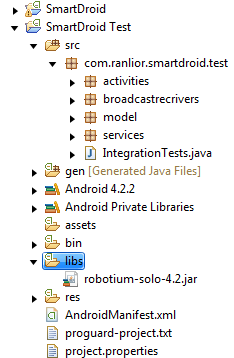 SmartDroid
SmartDroid Test
src
com.ranlior.smartdroid.test
activities
broadcastrecrivers
model
services
IntegrationTests.java
gen [Generated Java Files]
Android 4.2.2
Android Private Libraries
assets
bin
libs
robotium-solo-4.2.jar
res
AndroidManifest.xml
proguard-project.txt
project.properties